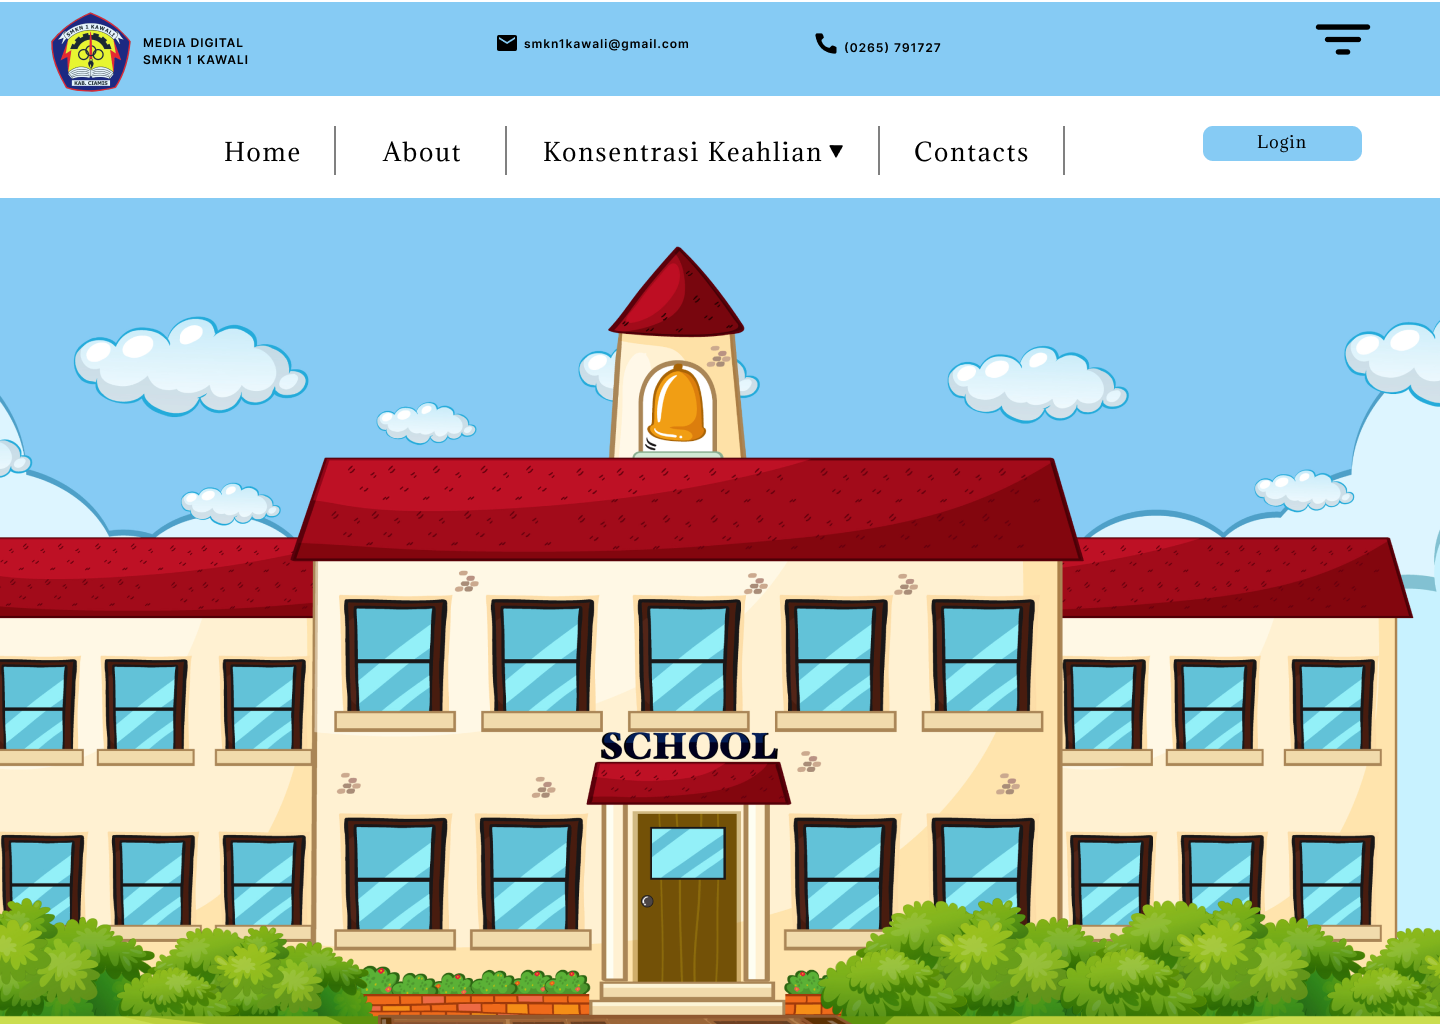 SMKN 1 KAWALI
KAB. CIAMIS
MEDIA DIGITAL
SMKN 1 KAWALI
smkn1kawali@gmail.com
(0265) 791727
Home
About
Konsentrasi Keahlian ▼
Contacts
Login
SCHOOL